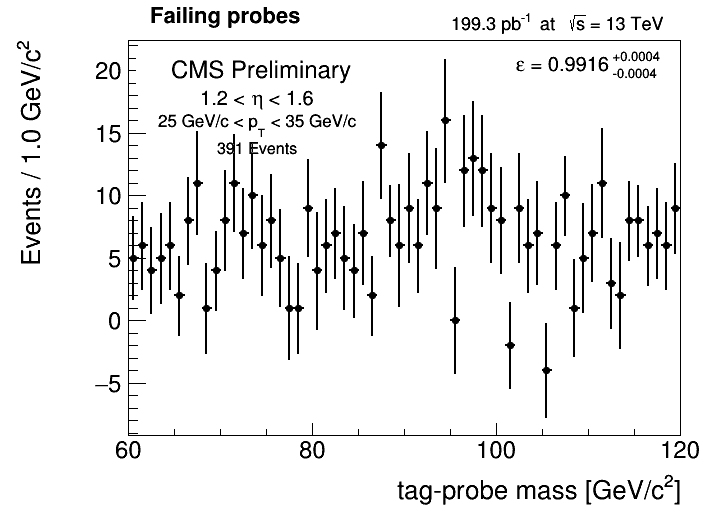 Failing probes
199.3 pb-1 at √s = 13 TeV
CMS Preliminary
ε = 0.9916 +0.0004 -0.0004
1.2 < η < 1.6
25 GeV/c < pT < 35 GeV/c
391 Events
Events / 1.0 GeV/c2
20
15
10
5
0
−5
60 80 100 120
tag-probe mass [GeV/c2]